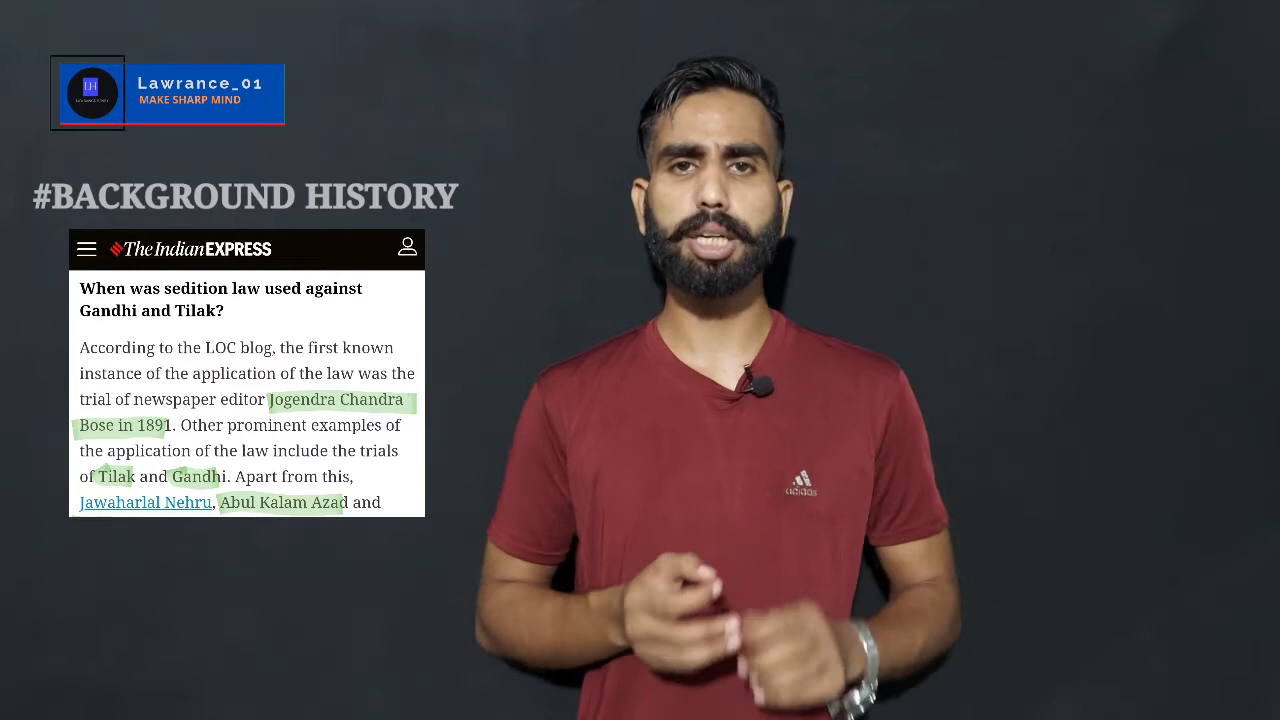 LH
Lawrance_01
MAKE SHARP MIND
#BACKGROUND HISTORY
The Indian EXPRESS
When was sedition law used against
Gandhi and Tilak?
According to the LOC blog, the first known
instance of the application of the law was the
trial of newspaper editor Jogendra Chandra
Bose in 1891. Other prominent examples of
the application of the law include the trials
of Tilak and Gandhi. Apart from this,
Jawaharlal Nehru, Abul Kalam Azad and
adidas